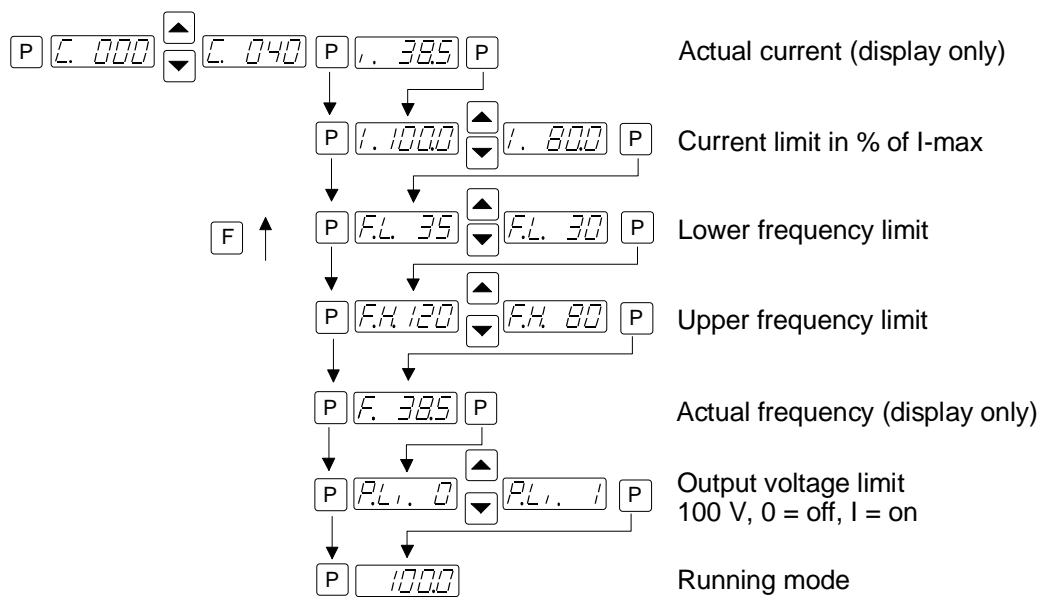 P C. 000 C. 040 P i. 38.5 P Actual current (display only)
P I. 100.0 I. 80.0 P Current limit in % of I-max
F P F.L. 35 F.L. 30 P Lower frequency limit
P F.H. 120 F.H. 80 P Upper frequency limit
P F. 38.5 P Actual frequency (display only)
P P.Li. 0 P.Li. 1 P Output voltage limit
100 V, 0 = off, I = on
P 100.0 Running mode